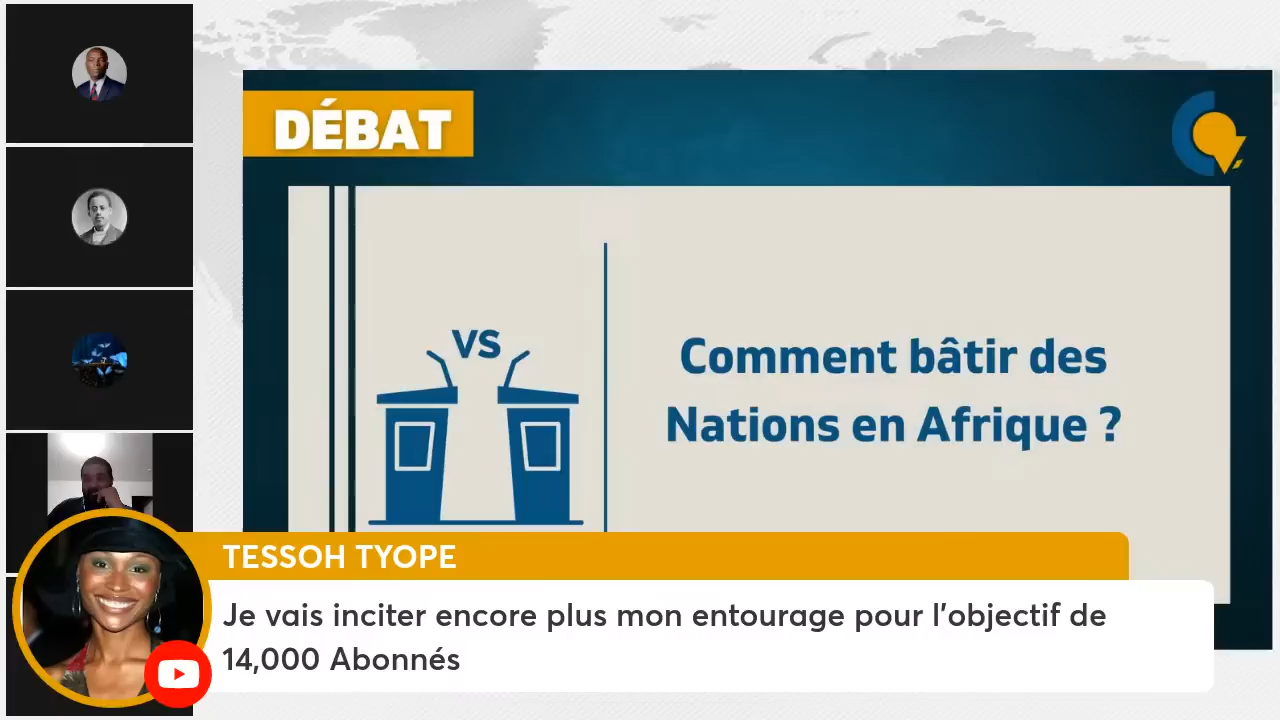 DÉBAT
VS
Comment bâtir des
Nations en Afrique ?
TESSOH TYOPE
Je vais inciter encore plus mon entourage pour l'objectif de
14,000 Abonnés